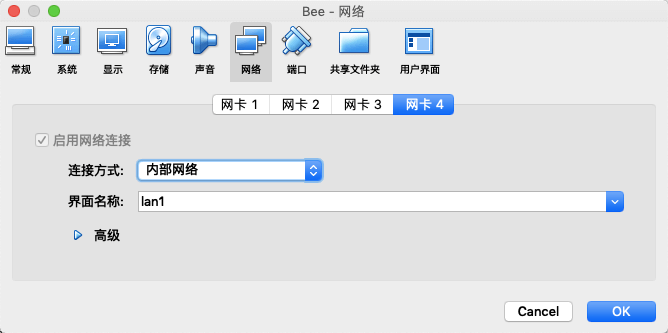 Bee - 网络
常规 系统 显示 存储 声音 网络 端口 共享文件夹 用户界面
网卡 1 网卡 2 网卡 3 网卡 4
启用网络连接
连接方式: 内部网络
界面名称: lan1
高级
Cancel OK